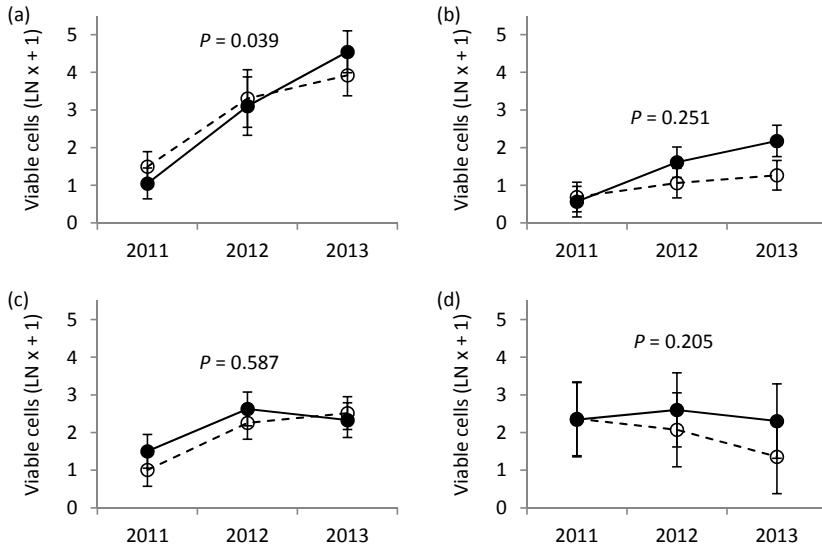 (a)
Viable cells (LN x + 1)
5
4
3
2
1
0
P = 0.039
2011 2012 2013
(b)
Viable cells (LN x + 1)
5
4
3
2
1
0
P = 0.251
2011 2012 2013
(c)
Viable cells (LN x + 1)
5
4
3
2
1
0
P = 0.587
2011 2012 2013
(d)
Viable cells (LN x + 1)
5
4
3
2
1
0
P = 0.205
2011 2012 2013